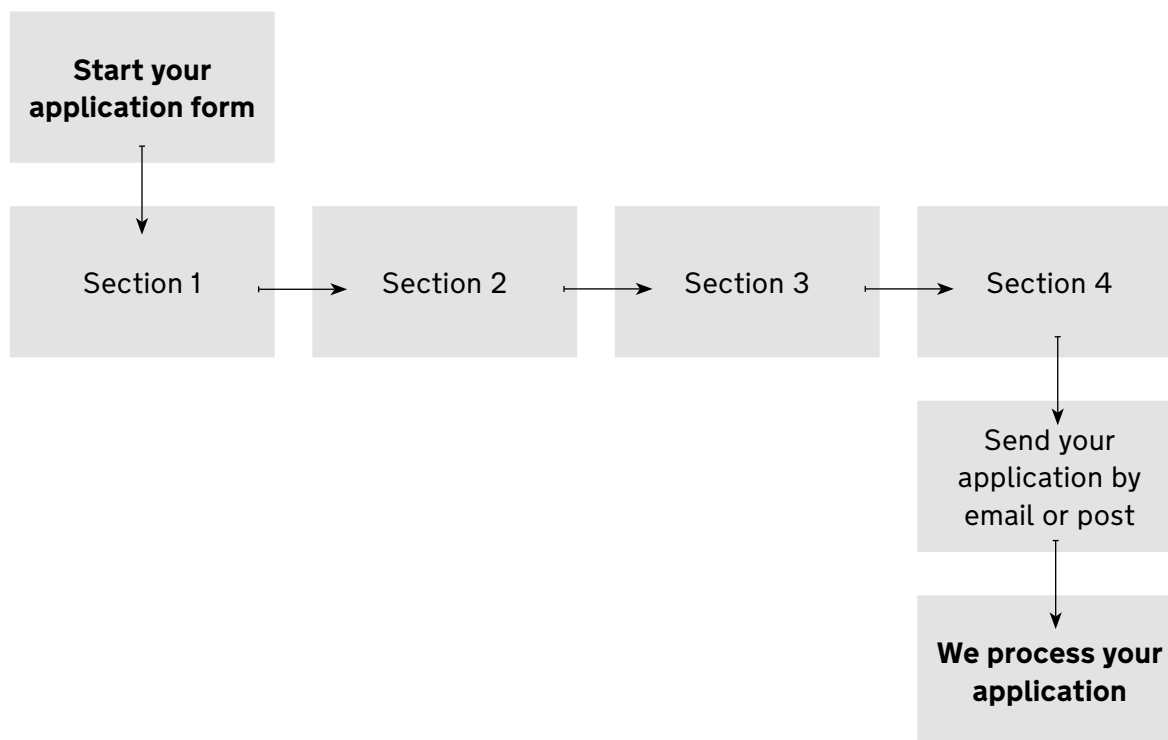 Start your
application form
Section 1
Section 2
Section 3
Section 4
Send your
application by
email or post
We process your
application